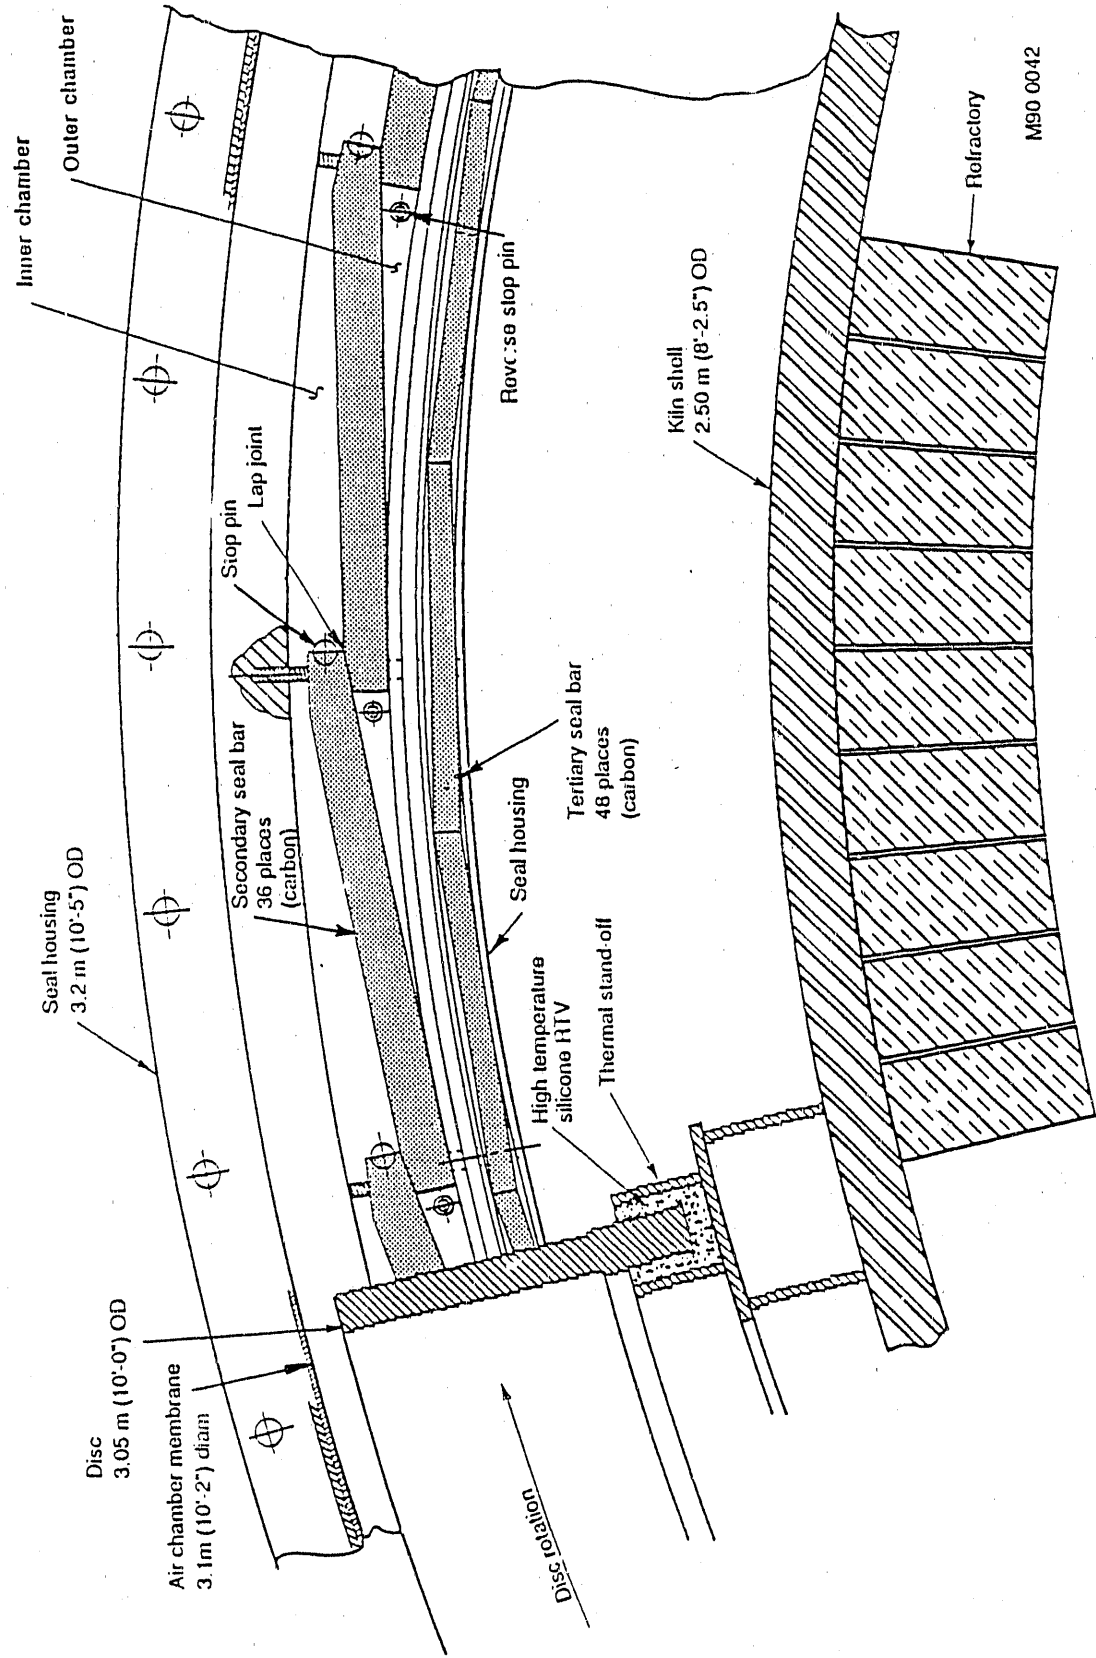 Inner chamber
Outer chamber
Seal housing
3.2 m (10'-5") OD
Disc
3.05 m (10'-0") OD
Air chamber membrane
3.1m (10'-2") diam
Secondary seal bar
36 places
(carbon)
Stop pin
Lap joint
Reverse stop pin
Tertiary seal bar
48 places
(carbon)
Seal housing
High temperature
silicone RTV
Thermal stand-off
Kiln shell
2.50 m (8'-2.5") OD
Refractory
Disc rotation
M90 0042